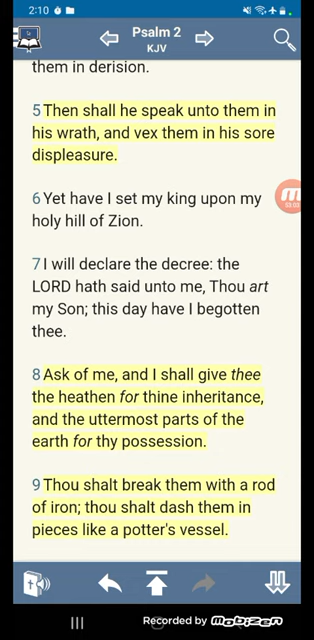 2:10
Psalm 2
KJV
them in derision.
5 Then shall he speak unto them in
his wrath, and vex them in his sore
displeasure.
6 Yet have I set my king upon my
holy hill of Zion.
7 I will declare the decree: the
LORD hath said unto me, Thou art
my Son; this day have I begotten
thee.
8 Ask of me, and I shall give thee
the heathen for thine inheritance,
and the uttermost parts of the
earth for thy possession.
9 Thou shalt break them with a rod
of iron; thou shalt dash them in
pieces like a potter's vessel.
Recorded by Mobizen